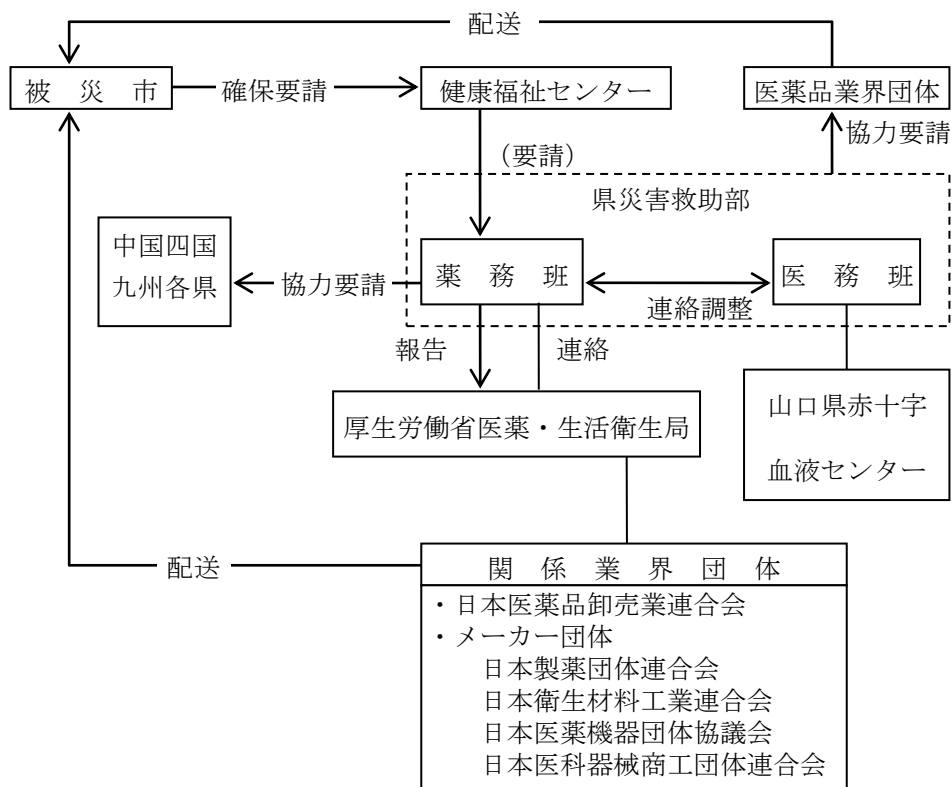 配送
被災市
確保要請
健康福祉センター
医薬品業界団体
協力要請
（要請）
県災害救助部
中国四国
九州各県
協力要請
薬務班
医務班
連絡調整
報告
連絡
厚生労働省医薬・生活衛生局
山口県赤十字
血液センター
配送
関係業界団体
・日本医薬品卸売業連合会
・メーカー団体
日本製薬団体連合会
日本衛生材料工業連合会
日本医薬機器団体協議会
日本医科器械商工団体連合会